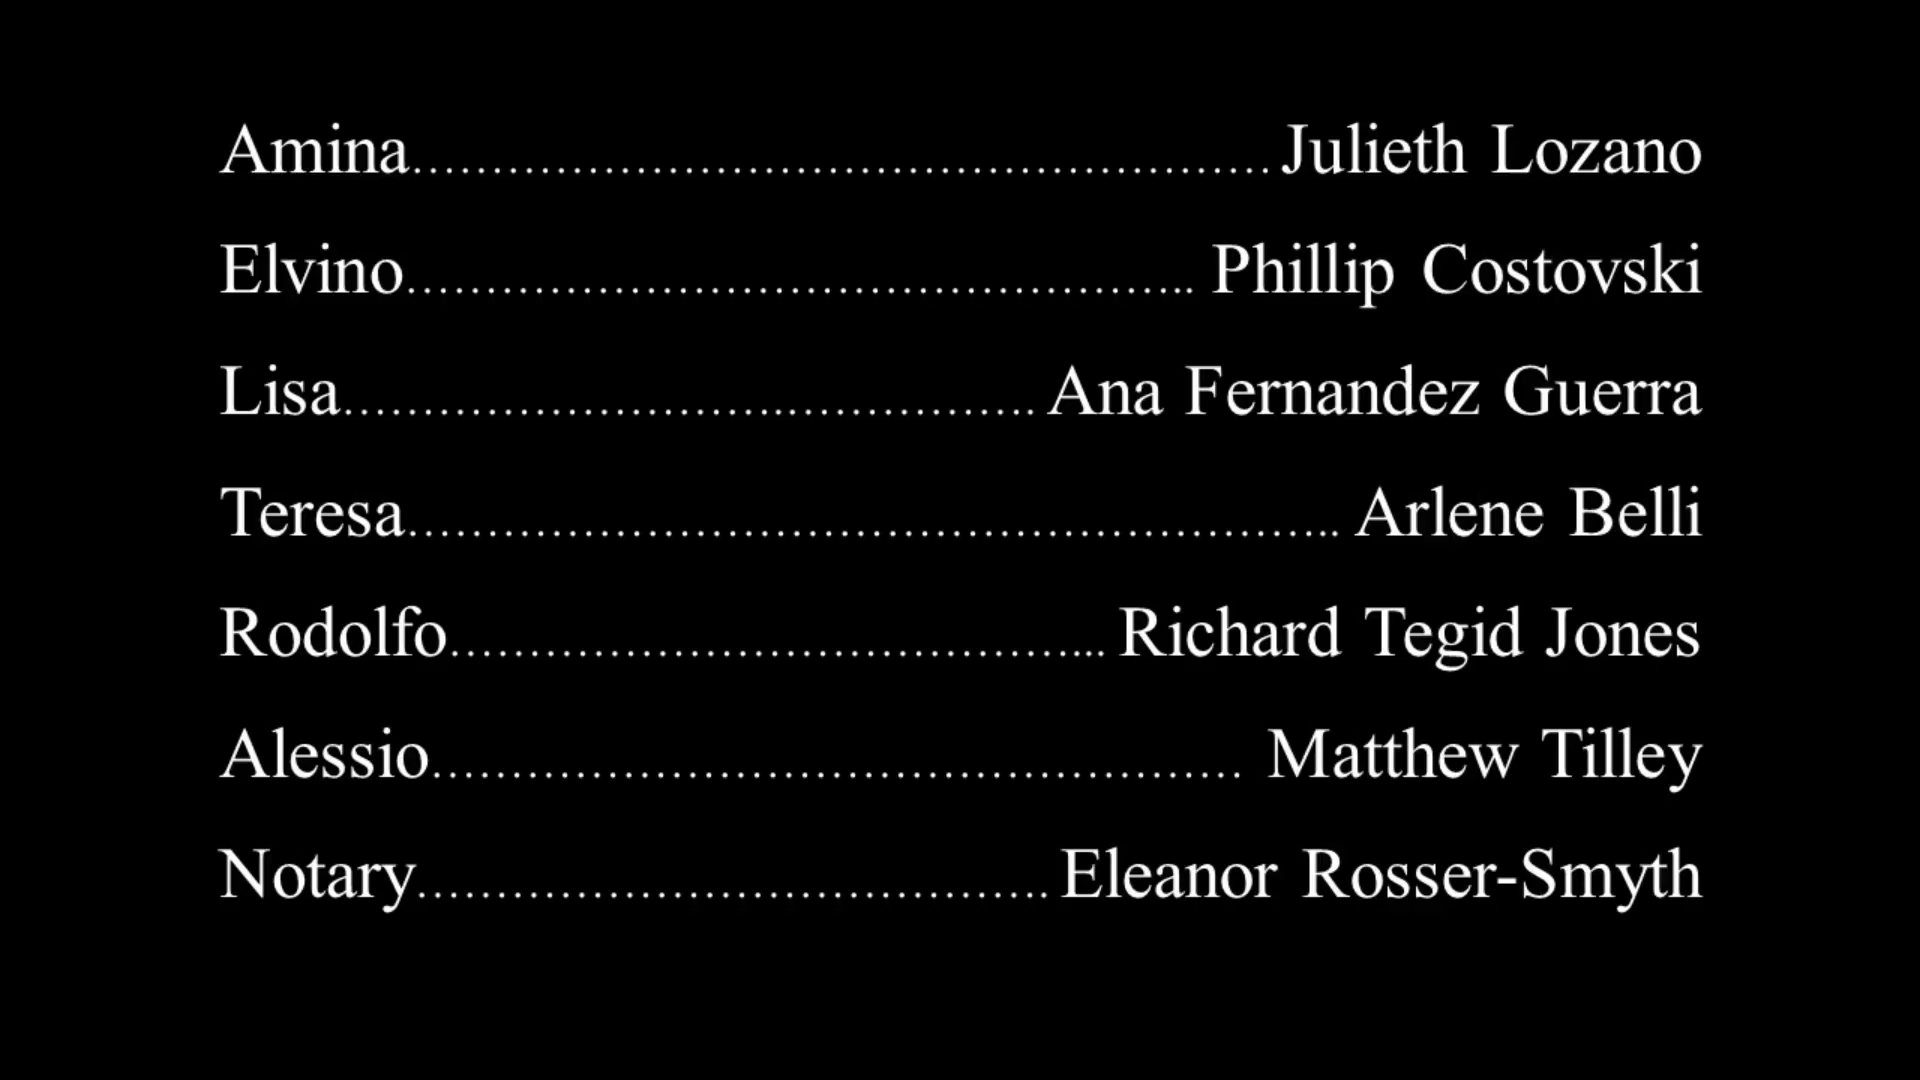 Amina……………………………………………… Julieth Lozano
Elvino………………………………………….. Phillip Costovski
Lisa……………………….……………. Ana Fernandez Guerra
Teresa………………………………………………….. Arlene Belli
Rodolfo…………………………………... Richard Tegid Jones
Alessio…………………………………………… Matthew Tilley
Notary…………………………………. Eleanor Rosser-Smyth